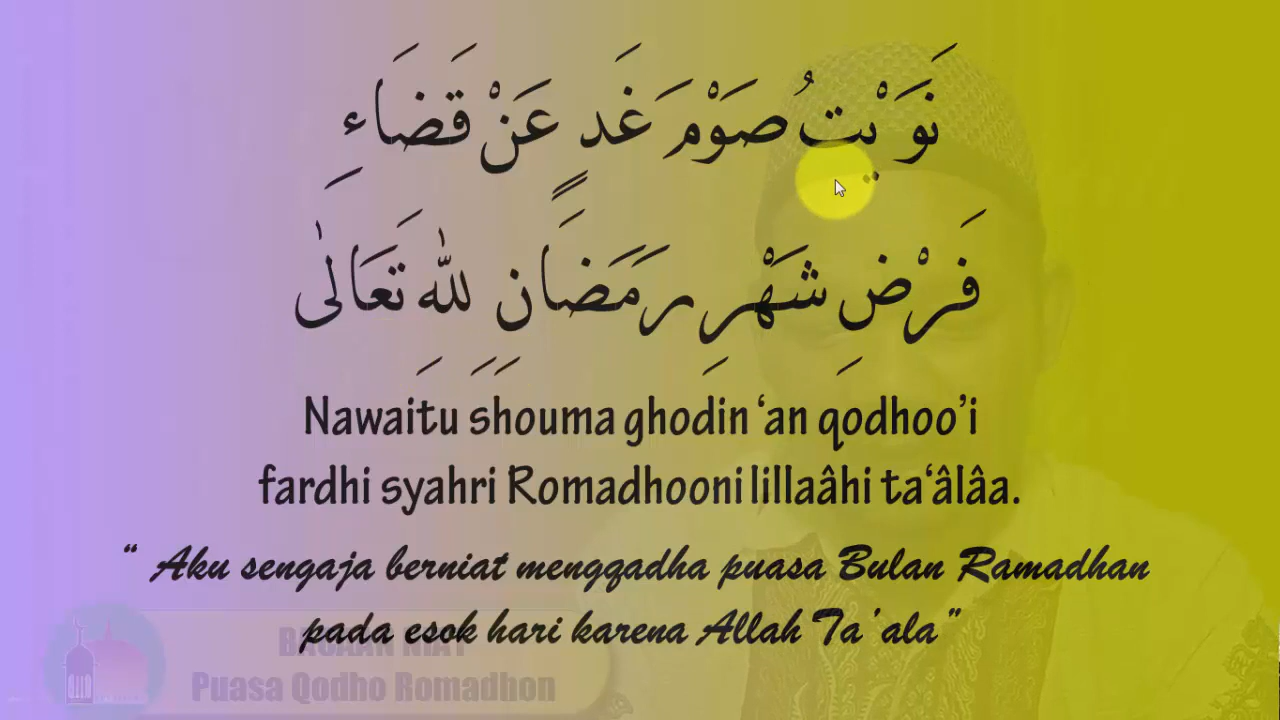 نَوَيْتُ صَوْمَ غَدٍ عَنْ قَضَاءِ
فَرْضِ شَهْرِ رَمَضَانِ لِلّٰهِ تَعَالٰى
Nawaitu shouma ghodin ‘an qodhoo’i
fardhi syahri Romadhooni lillaâhi ta‘âlâa.
“ Aku sengaja berniat mengqadha puasa Bulan Ramadhan
pada esok hari karena Allah Ta’ala”
BACAAN NIAT
Puasa Qodho Romadhon